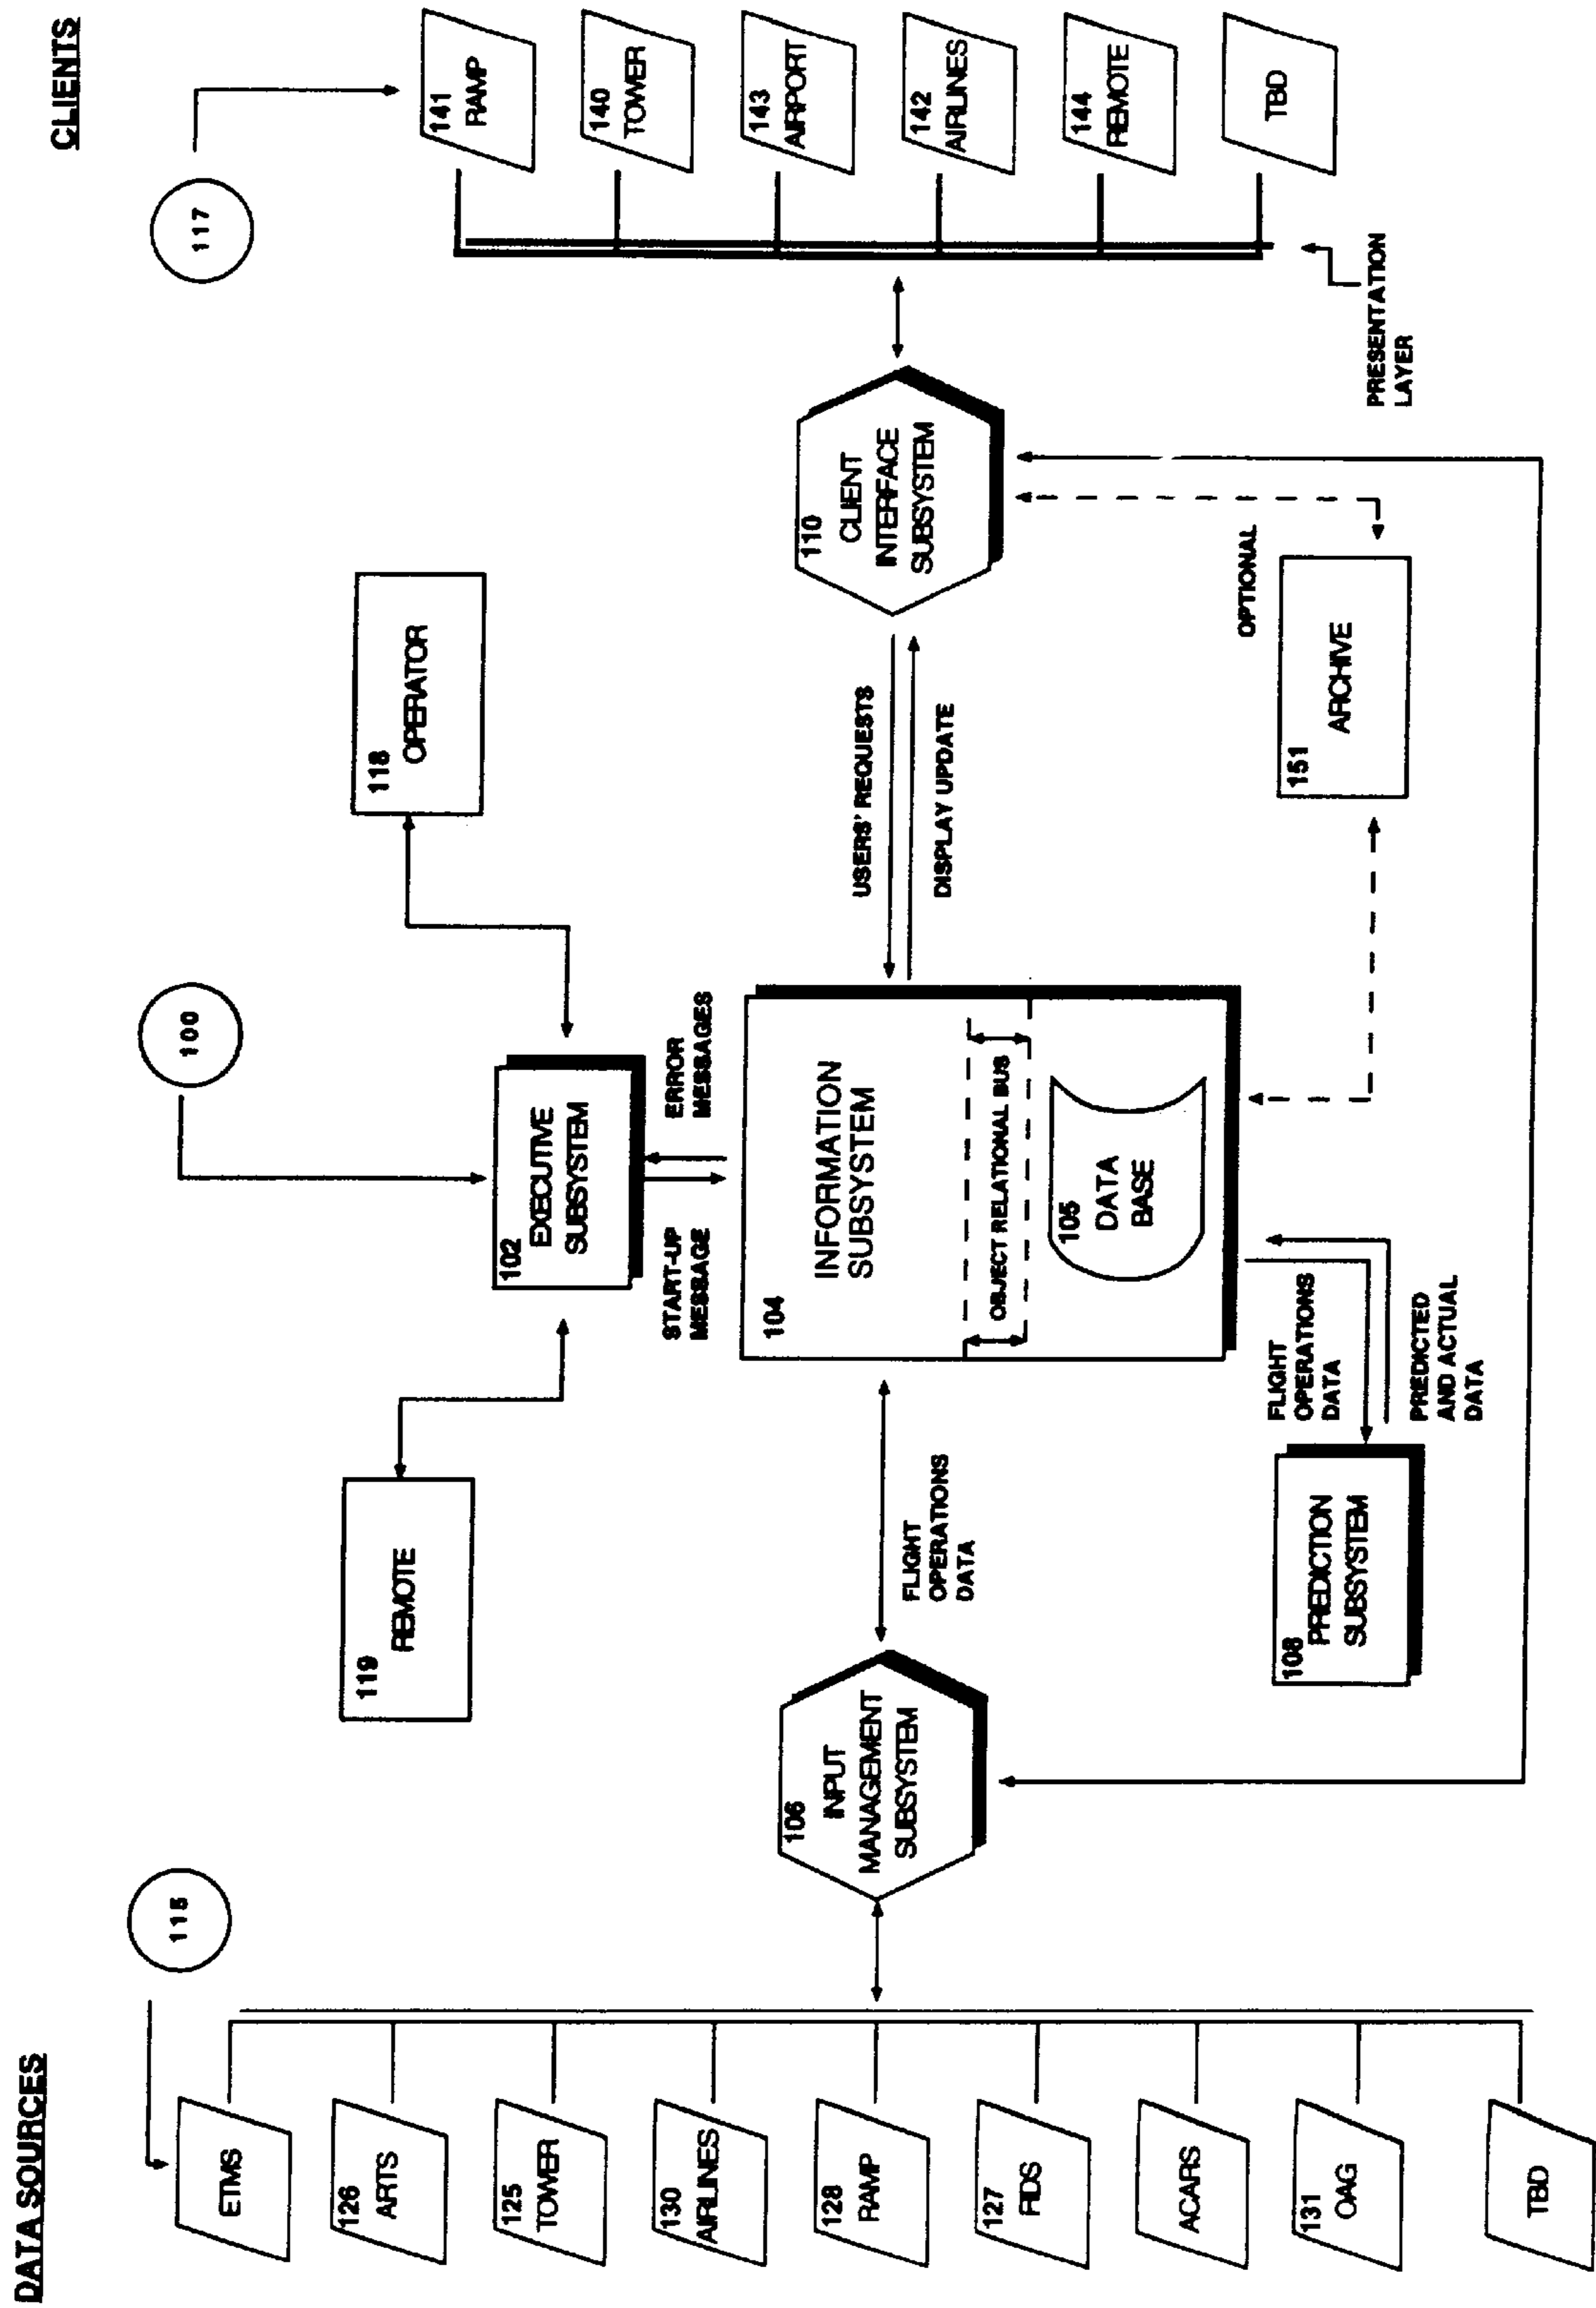 DATA SOURCES
CLIENTS
115
100
117
ETMS
126
ARTS
125
TOWER
130
AIRLINES
128
RAMP
127
FIDS
ACARS
131
OAG
TBD
119
REMOTE
118
OPERATOR
102
EXECUTIVE
SUBSYSTEM
START-UP
MESSAGE
ERROR
MESSAGES
106
INPUT
MANAGEMENT
SUBSYSTEM
FLIGHT
OPERATIONS
DATA
104
INFORMATION
SUBSYSTEM
OBJECT RELATIONAL BUS
105
DATA
BASE
USERS' REQUESTS
DISPLAY UPDATE
110
CLIENT
INTERFACE
SUBSYSTEM
108
PREDICTION
SUBSYSTEM
FLIGHT
OPERATIONS
DATA
PREDICTED
AND ACTUAL
DATA
OPTIONAL
151
ARCHIVE
PRESENTATION
LAYER
141
RAMP
140
TOWER
143
AIRPORT
142
AIRLINES
144
REMOTE
TBD